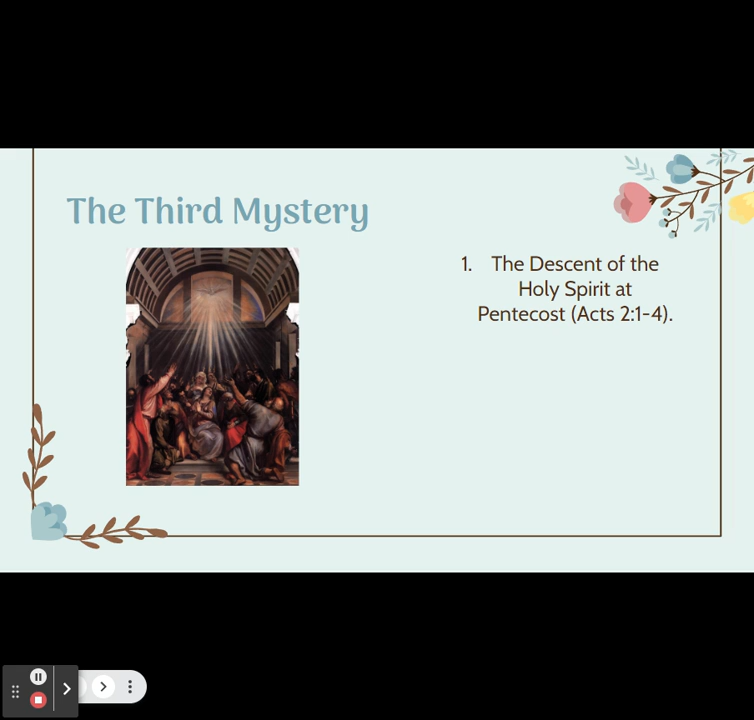 The Third Mystery
1. The Descent of the
Holy Spirit at
Pentecost (Acts 2:1-4).